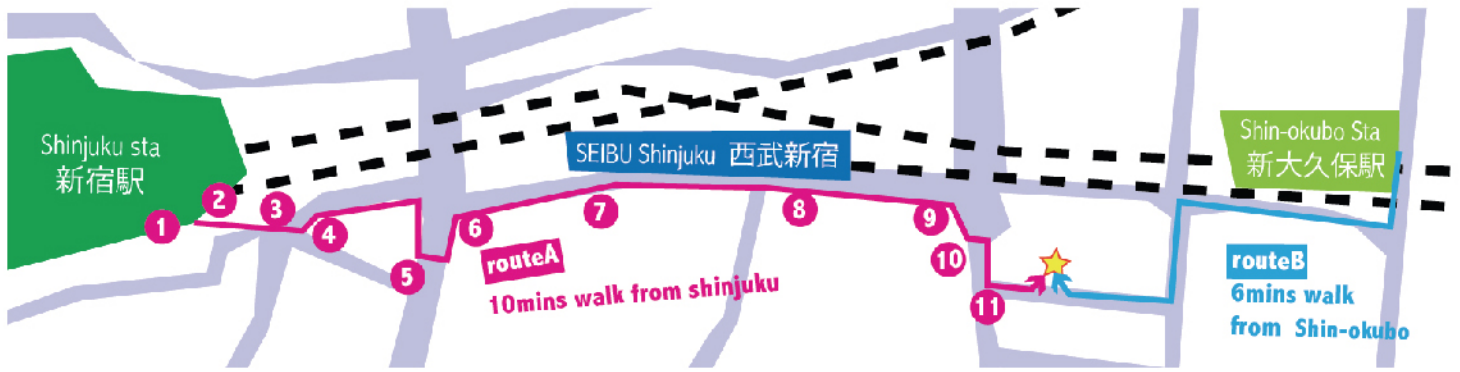 Shinjuku sta
新宿駅
SEIBU Shinjuku 西武新宿
Shin-okubo Sta
新大久保駅
1
2
3
4
5
6
7
8
9
10
11
routeA
10mins walk from shinjuku
routeB
6mins walk
from Shin-okubo